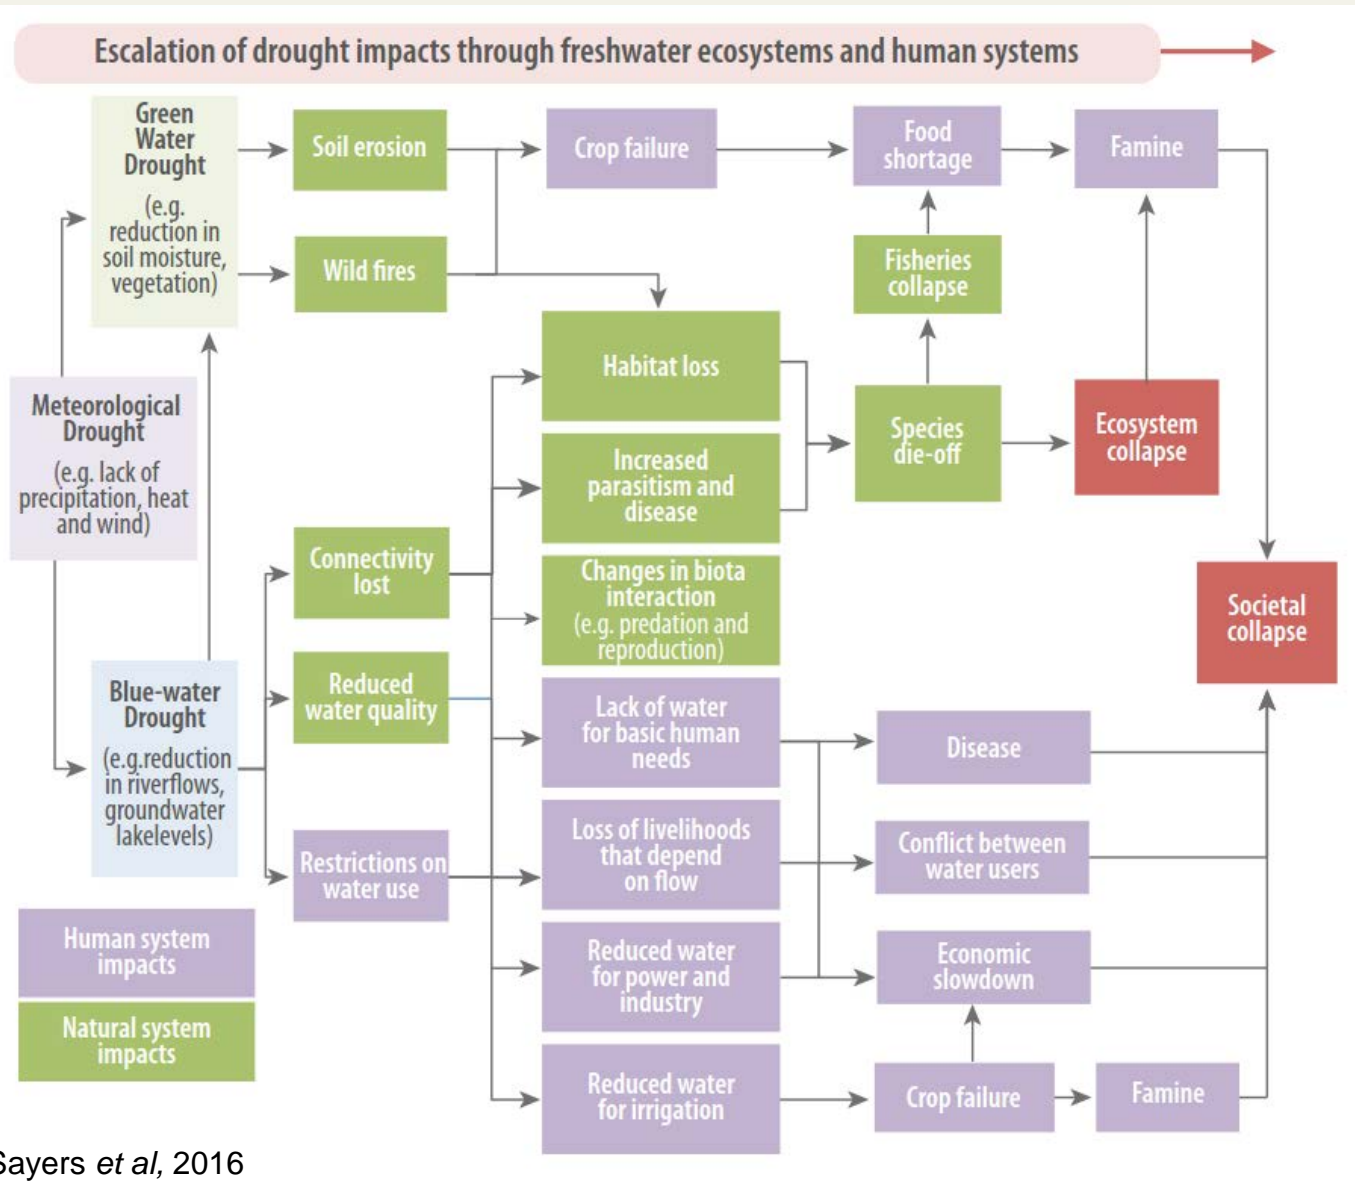 Escalation of drought impacts through freshwater ecosystems and human systems
Green
Water
Drought
(e.g.
reduction in
soil moisture,
vegetation)
Soil erosion
Crop failure
Food
shortage
Famine
Wild fires
Fisheries
collapse
Habitat loss
Meteorological
Drought
(e.g. lack of
precipitation, heat
and wind)
Increased
parasitism and
disease
Species
die-off
Ecosystem
collapse
Connectivity
lost
Changes in biota
interaction
(e.g. predation and
reproduction)
Societal
collapse
Blue-water
Drought
(e.g.reduction
in riverflows,
groundwater
lakelevels)
Reduced
water quality
Lack of water
for basic human
needs
Disease
Restrictions on
water use
Loss of livelihoods
that depend
on flow
Conflict between
water users
Human system
impacts
Reduced water
for power and
industry
Economic
slowdown
Natural system
impacts
Reduced water
for irrigation
Crop failure
Famine
Sayers et al, 2016